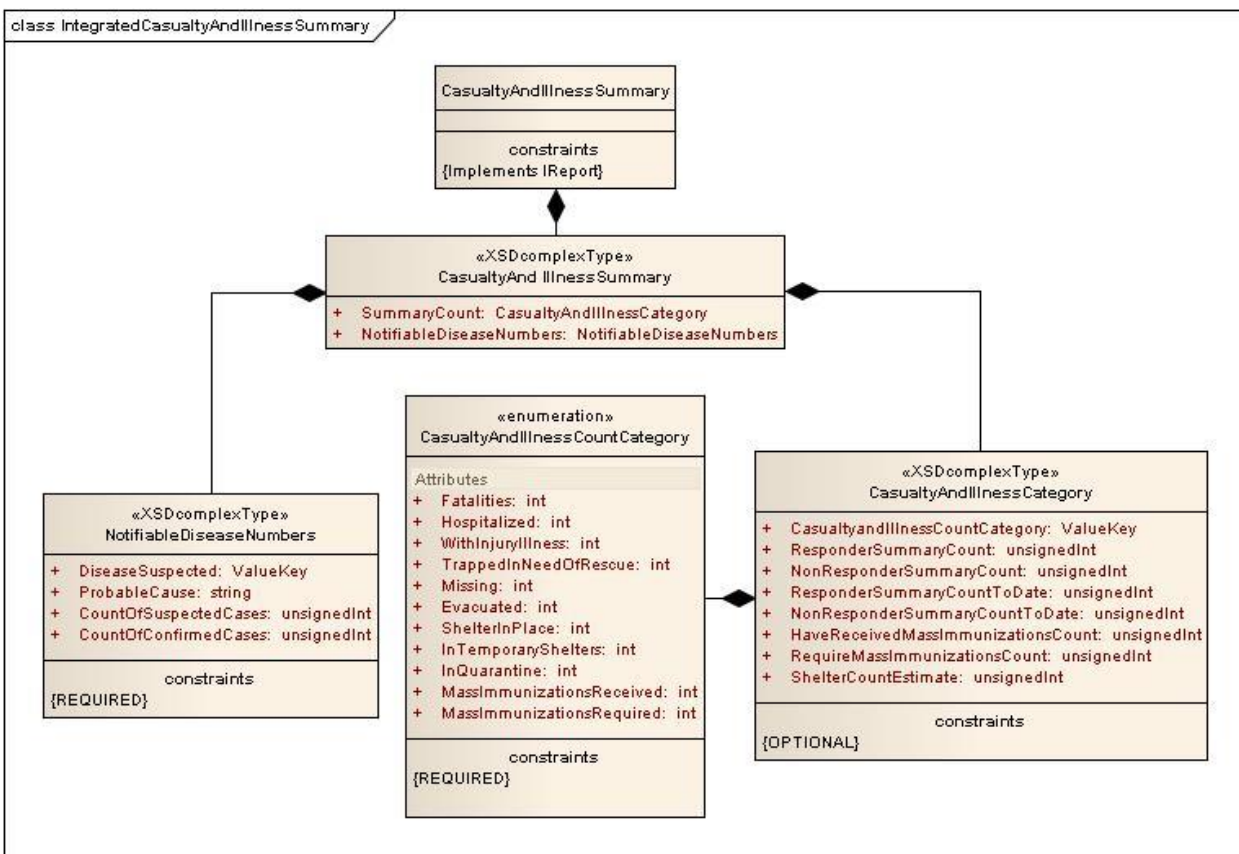 class IntegratedCasualtyAndIllnessSummary
CasualtyAndIllnessSummary
constraints
{Implements IReport}
«XSDcomplexType»
CasualtyAnd IllnessSummary
+ SummaryCount: CasualtyAndIllnessCategory
+ NotifiableDiseaseNumbers: NotifiableDiseaseNumbers
«enumeration»
CasualtyAndIllnessCountCategory
Attributes
+ Fatalities: int
+ Hospitalized: int
+ WithInjuryIllness: int
+ TrappedInNeedOfRescue: int
+ Missing: int
+ Evacuated: int
+ ShelterInPlace: int
+ InTemporaryShelters: int
+ InQuarantine: int
+ MassImmunizationsReceived: int
+ MassImmunizationsRequired: int
constraints
{REQUIRED}
«XSDcomplexType»
CasualtyAndIllnessCategory
+ CasualtyandIllnessCountCategory: ValueKey
+ ResponderSummaryCount: unsignedInt
+ NonResponderSummaryCount: unsignedInt
+ ResponderSummaryCountToDate: unsignedInt
+ NonResponderSummaryCountToDate: unsignedInt
+ HaveReceivedMassImmunizationsCount: unsignedInt
+ RequireMassImmunizationsCount: unsignedInt
+ ShelterCountEstimate: unsignedInt
constraints
{OPTIONAL}
«XSDcomplexType»
NotifiableDiseaseNumbers
+ DiseaseSuspected: ValueKey
+ ProbableCause: string
+ CountOfSuspectedCases: unsignedInt
+ CountOfConfirmedCases: unsignedInt
constraints
{REQUIRED}